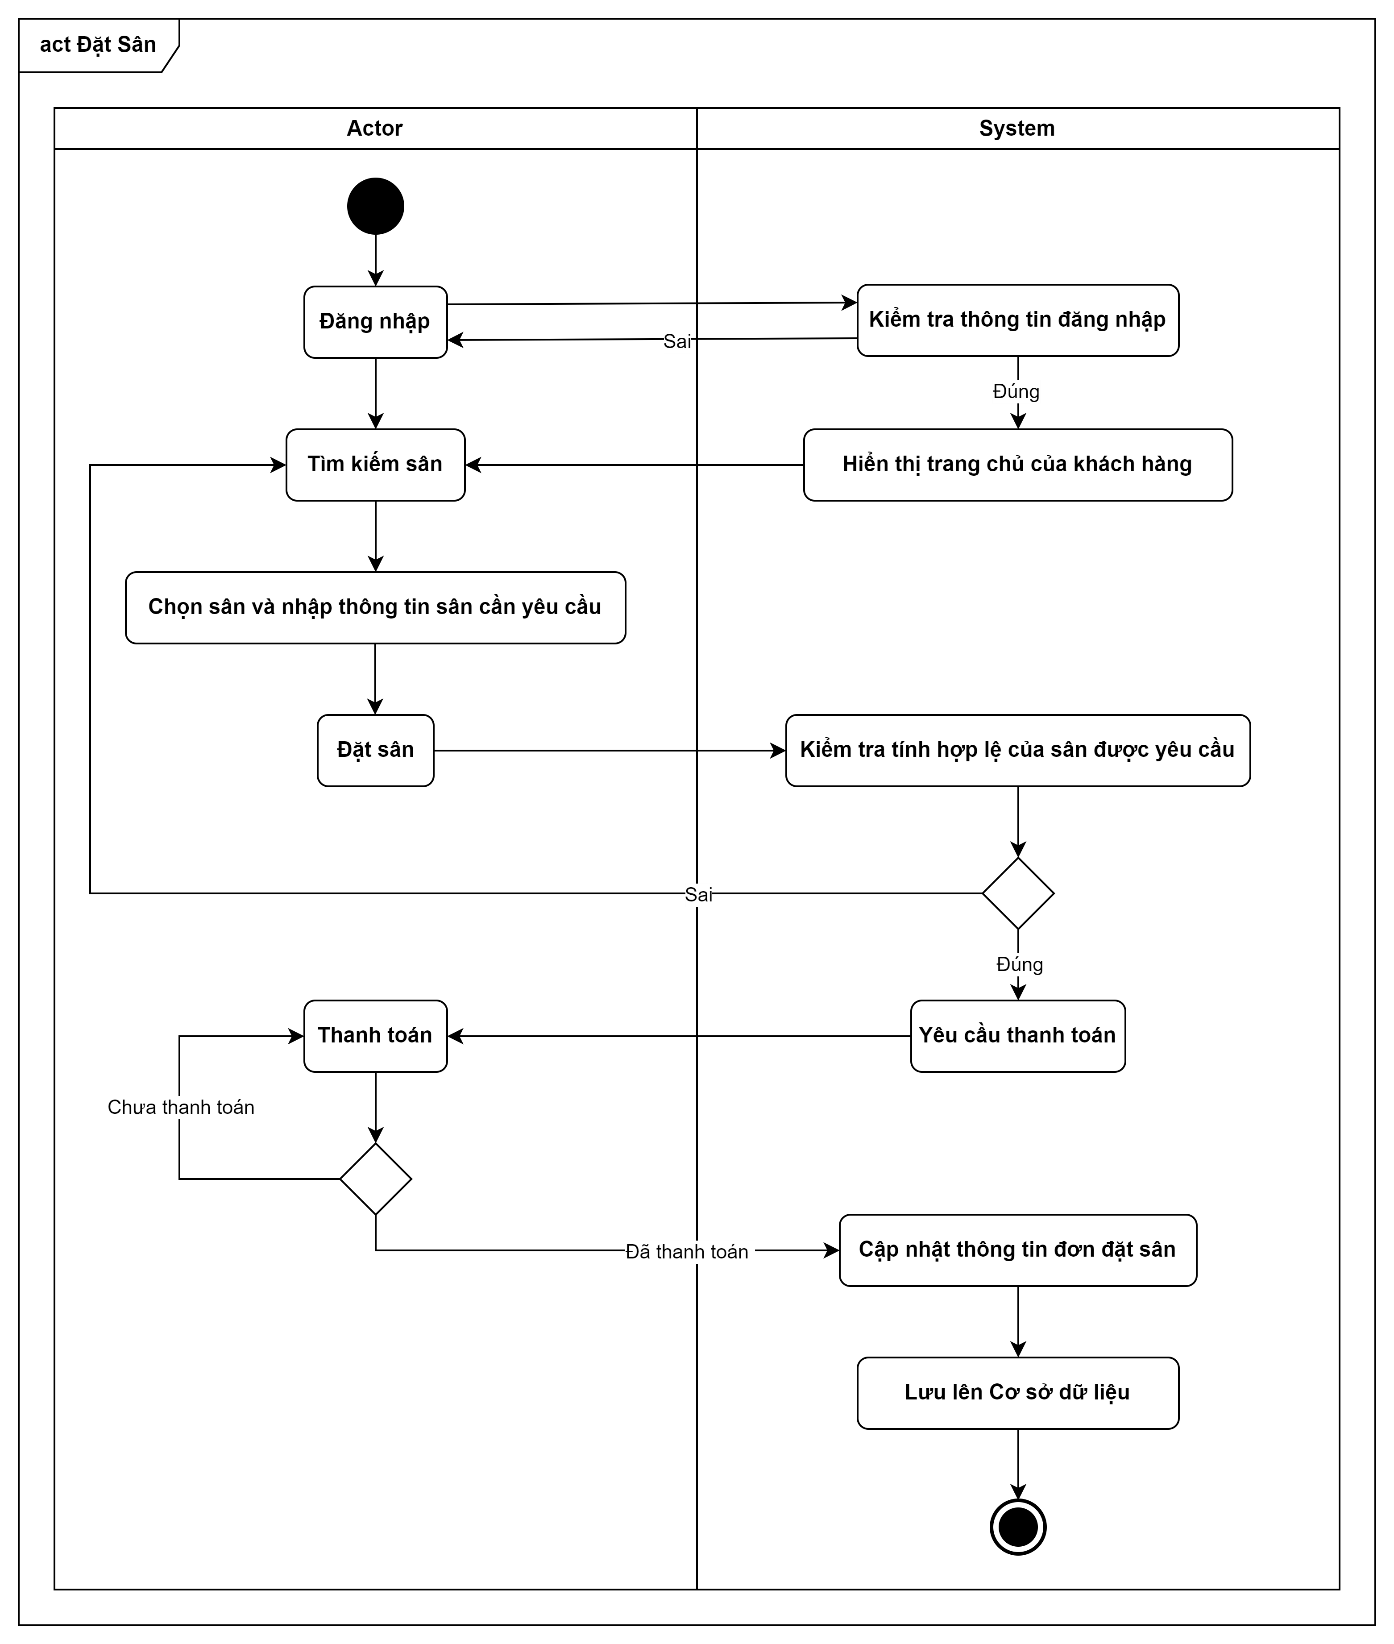 act Đặt Sân
Actor
System
Đăng nhập
Kiểm tra thông tin đăng nhập
Sai
Đúng
Tìm kiếm sân
Hiển thị trang chủ của khách hàng
Chọn sân và nhập thông tin sân cần yêu cầu
Đặt sân
Kiểm tra tính hợp lệ của sân được yêu cầu
Sai
Đúng
Thanh toán
Yêu cầu thanh toán
Chưa thanh toán
Đã thanh toán
Cập nhật thông tin đơn đặt sân
Lưu lên Cơ sở dữ liệu